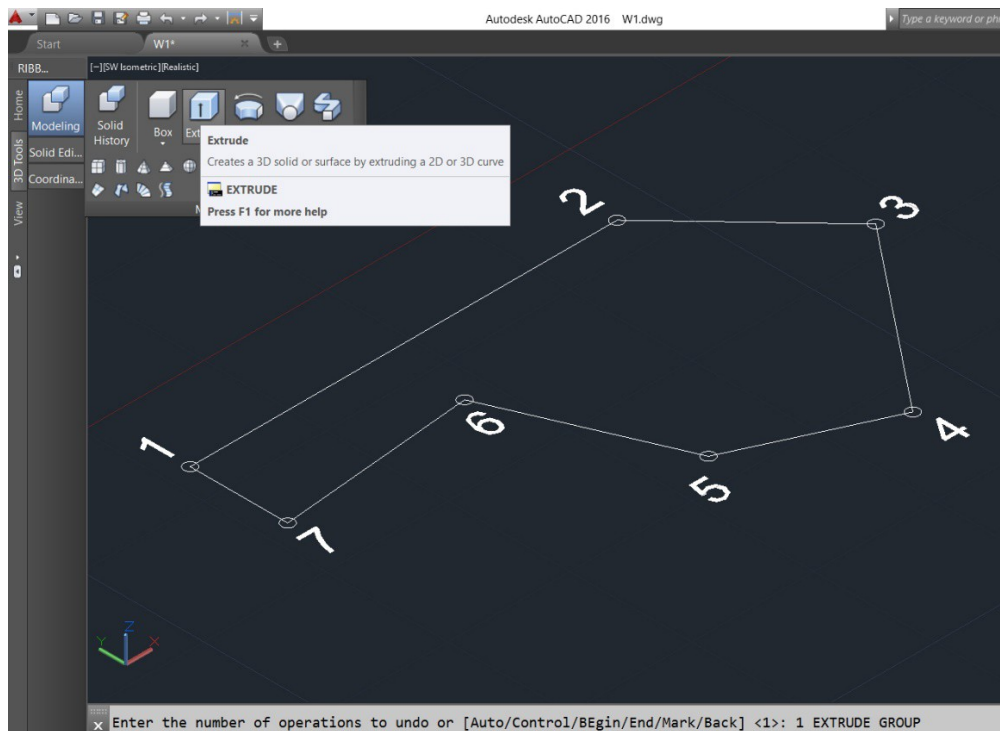 Autodesk AutoCAD 2016 W1.dwg
Type a keyword or phr
Start
W1*
RIBB...
[−][SW Isometric][Realistic]
Home
3D Tools
View
Modeling
Solid Edi...
Coordina...
Solid
History
Box
Ext
Extrude
Creates a 3D solid or surface by extruding a 2D or 3D curve
EXTRUDE
Press F1 for more help
M
2
3
1
6
4
5
7
Z
Y
X
Enter the number of operations to undo or [Auto/Control/BEgin/End/Mark/Back] <1>: 1 EXTRUDE GROUP